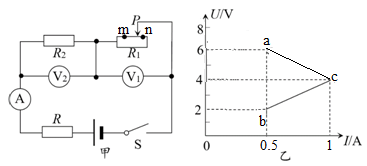 P
m n
R₂ R₁
V₂ V₁
A
R
甲 S
U/V
8
6 a
4 c
2 b
0 0.5 1 I/A
乙